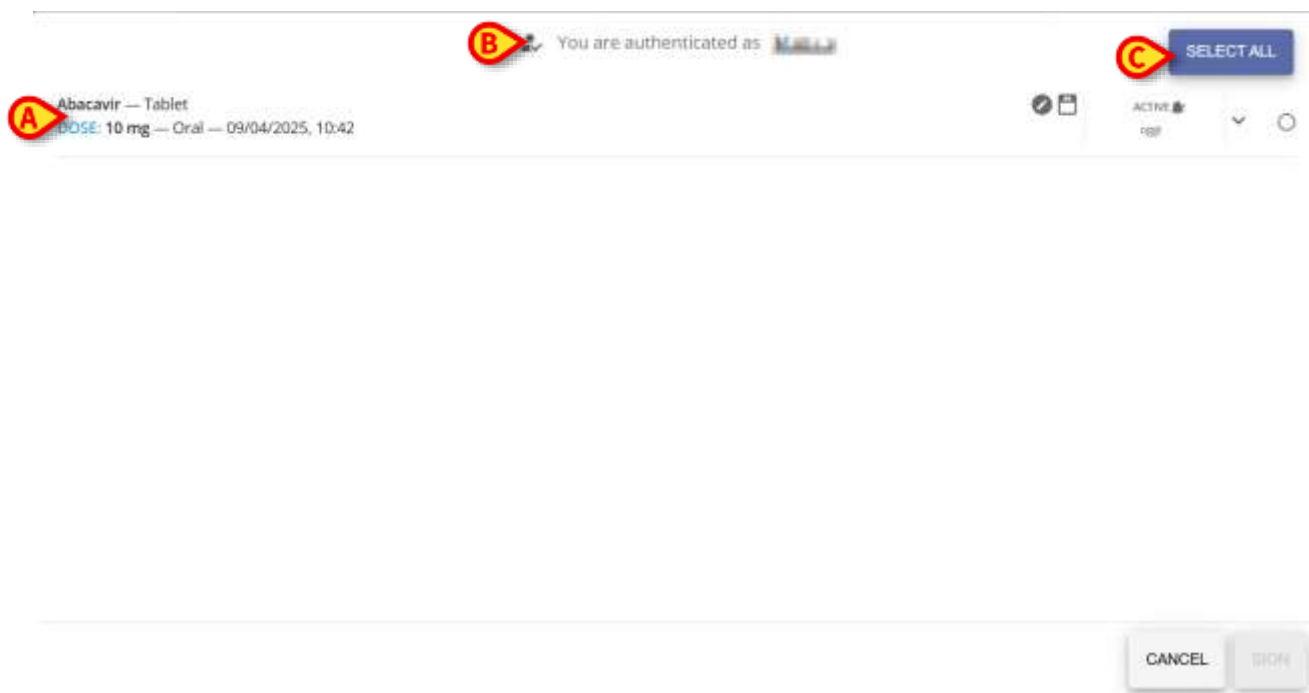 B You are authenticated as
C SELECT ALL
A Abacavir — Tablet
DOSE: 10 mg — Oral — 09/04/2025, 10:42
ACTIVE
CANCEL
SIGN